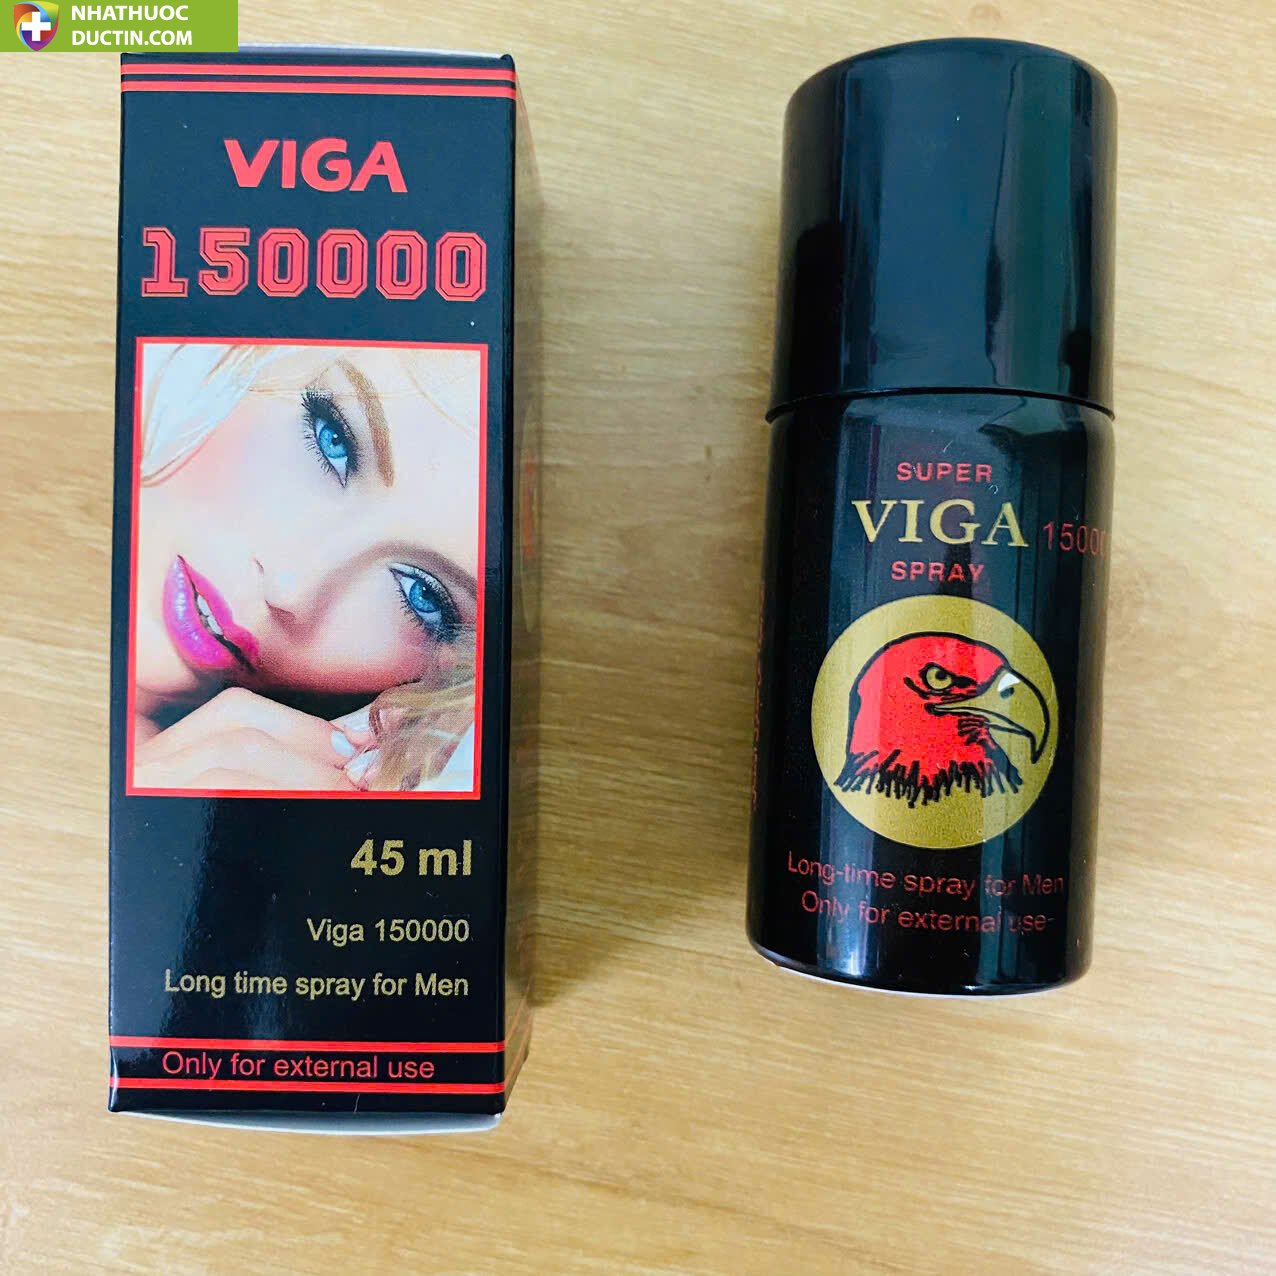 NHATHUOC
DUCTIN.COM
VIGA
150000
45 ml
Viga 150000
Long time spray for Men
Only for external use
SUPER
VIGA 15000
SPRAY
Long-time spray for Men
Only for external use